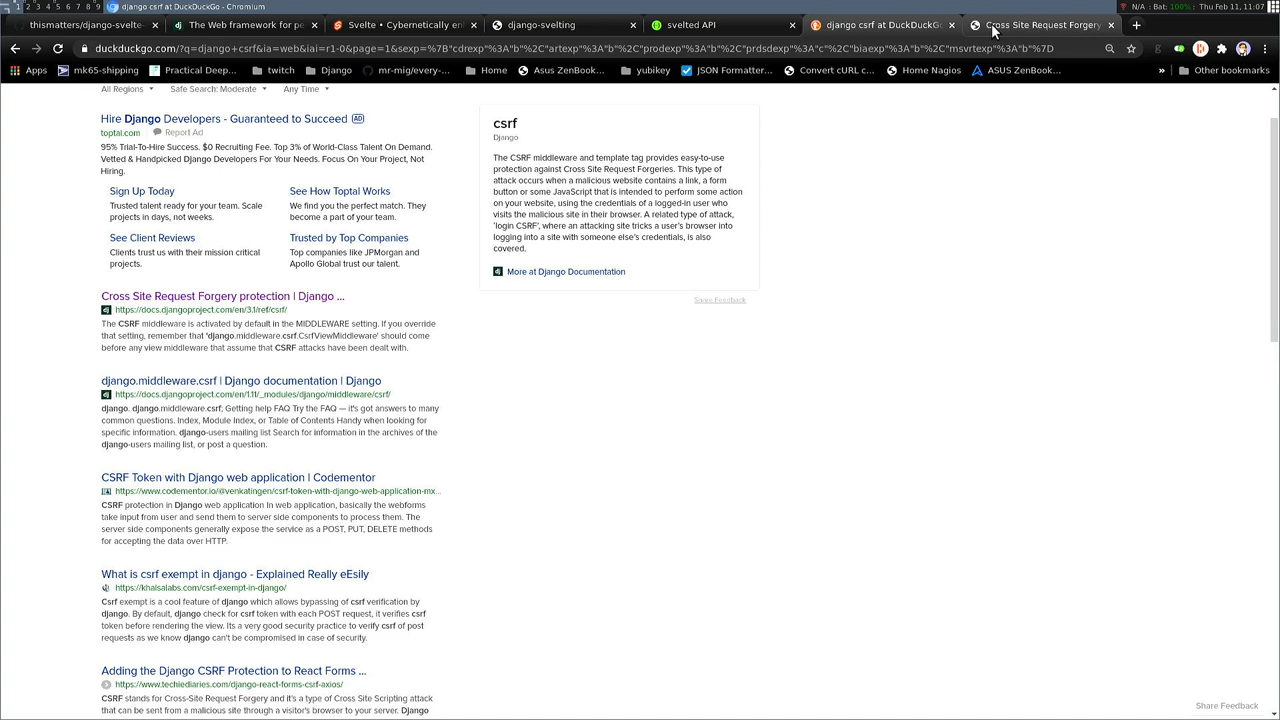 1 2 3 4 5 6 7 8 9 django csrf at DuckDuckGo - Chromium
N/A : Bat: 100% : Thu Feb 11, 11:07
thismatters/django-svelte
The Web framework for pe
Svelte • Cybernetically en
django-svelting
svelted API
django csrf at DuckDuckGo
Cross Site Request Forgery
duckduckgo.com/?q=django+csrf&ia=web&iai=r1-0&page=1&sexp=%7B"cdrexp"%3A"b"%2C"artexp"%3A"b"%2C"prodexp"%3A"b"%2C"prdsdexp"%3A"c"%2C"biaexp"%3A"b"%2C"msvrtexp"%3A"b"%7D
Apps
mk65-shipping
Practical Deep...
twitch
Django
mr-mig/every-...
Home
Asus ZenBook...
yubikey
JSON Formatter...
Convert cURL c...
Home Nagios
ASUS ZenBook...
»
Other bookmarks
All Regions Safe Search: Moderate Any Time
Hire Django Developers - Guaranteed to Succeed AD
toptal.com Report Ad
95% Trial-To-Hire Success. $0 Recruiting Fee. Top 3% of World-Class Talent On Demand.
Vetted & Handpicked Django Developers For Your Needs. Focus On Your Project, Not
Hiring.
Sign Up Today
Trusted talent ready for your team. Scale
projects in days, not weeks.
See How Toptal Works
We find you the perfect match. They
become a part of your team.
See Client Reviews
Clients trust us with their mission critical
projects.
Trusted by Top Companies
Top companies like JPMorgan and
Apollo Global trust our talent.
Cross Site Request Forgery protection | Django ...
https://docs.djangoproject.com/en/3.1/ref/csrf/
The CSRF middleware is activated by default in the MIDDLEWARE setting. If you override
that setting, remember that 'django.middleware.csrf.CsrfViewMiddleware' should come
before any view middleware that assume that CSRF attacks have been dealt with.
django.middleware.csrf | Django documentation | Django
https://docs.djangoproject.com/en/1.11/_modules/django/middleware/csrf/
django. django.middleware.csrf; Getting help FAQ Try the FAQ — it's got answers to many
common questions. Index, Module Index, or Table of Contents Handy when looking for
specific information. django-users mailing list Search for information in the archives of the
django-users mailing list, or post a question.
CSRF Token with Django web application | Codementor
https://www.codementor.io/@venkatingen/csrf-token-with-django-web-application-mx...
CSRF protection in Django web application In web application, basically the webforms
take input from user and send them to server side components to process them. The
server side components generally expose the service as a POST, PUT, DELETE methods
for accepting the data over HTTP.
What is csrf exempt in django - Explained Really eEsily
https://khalsalabs.com/csrf-exempt-in-django/
Csrf exempt is a cool feature of django which allows bypassing of csrf verification by
django. By default, django check for csrf token with each POST request, it verifies csrf
token before rendering the view. Its a very good security practice to verify csrf of post
requests as we know django can't be compromised in case of security.
Adding the Django CSRF Protection to React Forms ...
https://www.techiediaries.com/django-react-forms-csrf-axios/
CSRF stands for Cross-Site Request Forgery and it's a type of Cross Site Scripting attack
that can be sent from a malicious site through a visitor's browser to your server. Django
csrf
Django
The CSRF middleware and template tag provides easy-to-use
protection against Cross Site Request Forgeries. This type of
attack occurs when a malicious website contains a link, a form
button or some JavaScript that is intended to perform some action
on your website, using the credentials of a logged-in user who
visits the malicious site in their browser. A related type of attack,
'login CSRF', where an attacking site tricks a user's browser into
logging into a site with someone else's credentials, is also
covered.
More at Django Documentation
Share Feedback
Share Feedback